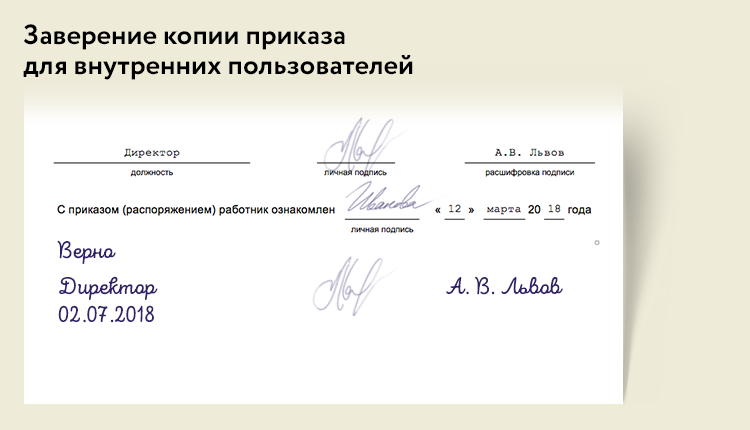 Заверение копии приказа
для внутренних пользователей
Директор А.В. Львов
должность личная подпись расшифровка подписи
С приказом (распоряжением) работник ознакомлен Иванова « 12 » марта 20 18 года
личная подпись
Верно
Директор А. В. Львов
02.07.2018